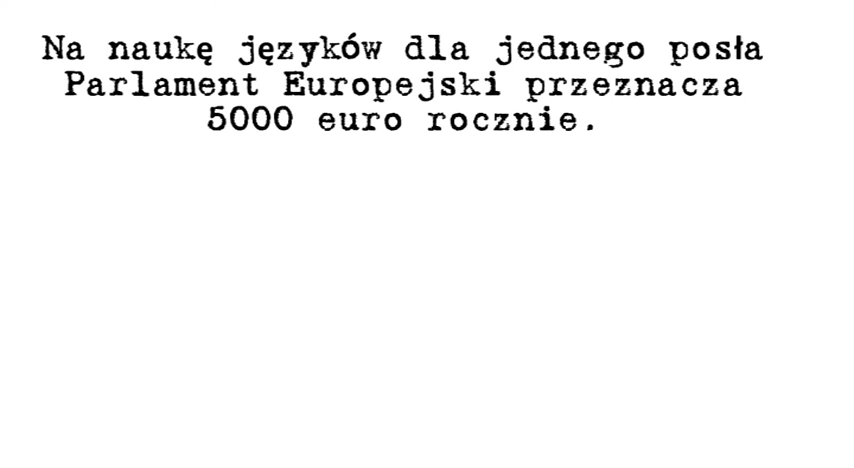 Na naukę języków dla jednego posła
Parlament Europejski przeznacza
5000 euro rocznie.